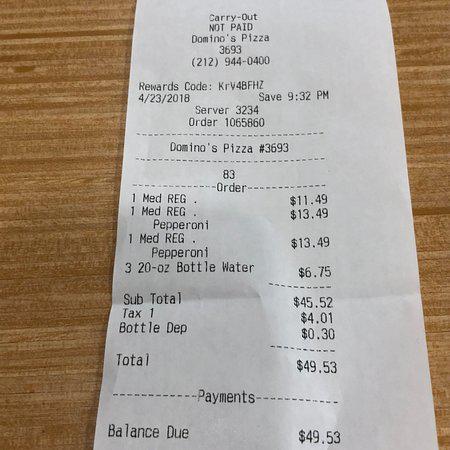 Carry-Out
NOT PAID
Domino's Pizza
3693
(212) 944-0400
Rewards Code: KrV4BFHZ
4/23/2018 Save 9:32 PM
Server 3234
Order 1065860
Domino's Pizza #3693
83
Order
1 Med REG . $11.49
1 Med REG . $13.49
Pepperoni
1 Med REG . $13.49
Pepperoni
3 20-oz Bottle Water $6.75
Sub Total $45.52
Tax 1 $4.01
Bottle Dep $0.30
Total $49.53
Payments
Balance Due $49.53